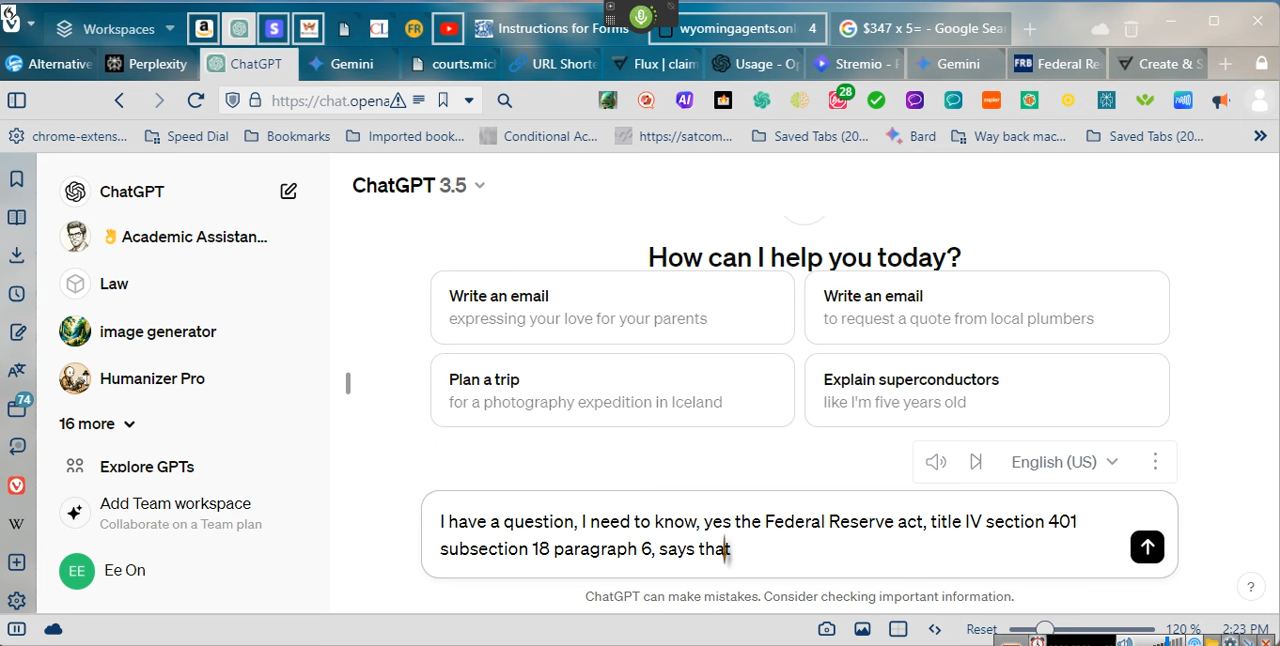 Workspaces
Instructions for Forms
wyomingagents.onl 4
$347 x 5= - Google Sea
Alternative
Perplexity
ChatGPT
Gemini
courts.mic
URL Shorte
Flux | claim
Usage - Op
Stremio - F
Gemini
FRB Federal Re
Create & S
https://chat.opena
28
chrome-extens...
Speed Dial
Bookmarks
Imported book...
Conditional Ac...
https://satcom...
Saved Tabs (20...
Bard
Way back mac...
Saved Tabs (20...
ChatGPT
👌 Academic Assistan...
Law
image generator
Humanizer Pro
16 more
Explore GPTs
Add Team workspace
Collaborate on a Team plan
EE Ee On
74
ChatGPT 3.5
How can I help you today?
Write an email
expressing your love for your parents
Write an email
to request a quote from local plumbers
Plan a trip
for a photography expedition in Iceland
Explain superconductors
like I'm five years old
English (US)
I have a question, I need to know, yes the Federal Reserve act, title IV section 401
subsection 18 paragraph 6, says that
ChatGPT can make mistakes. Consider checking important information.
?
Reset 120 % 2:23 PM